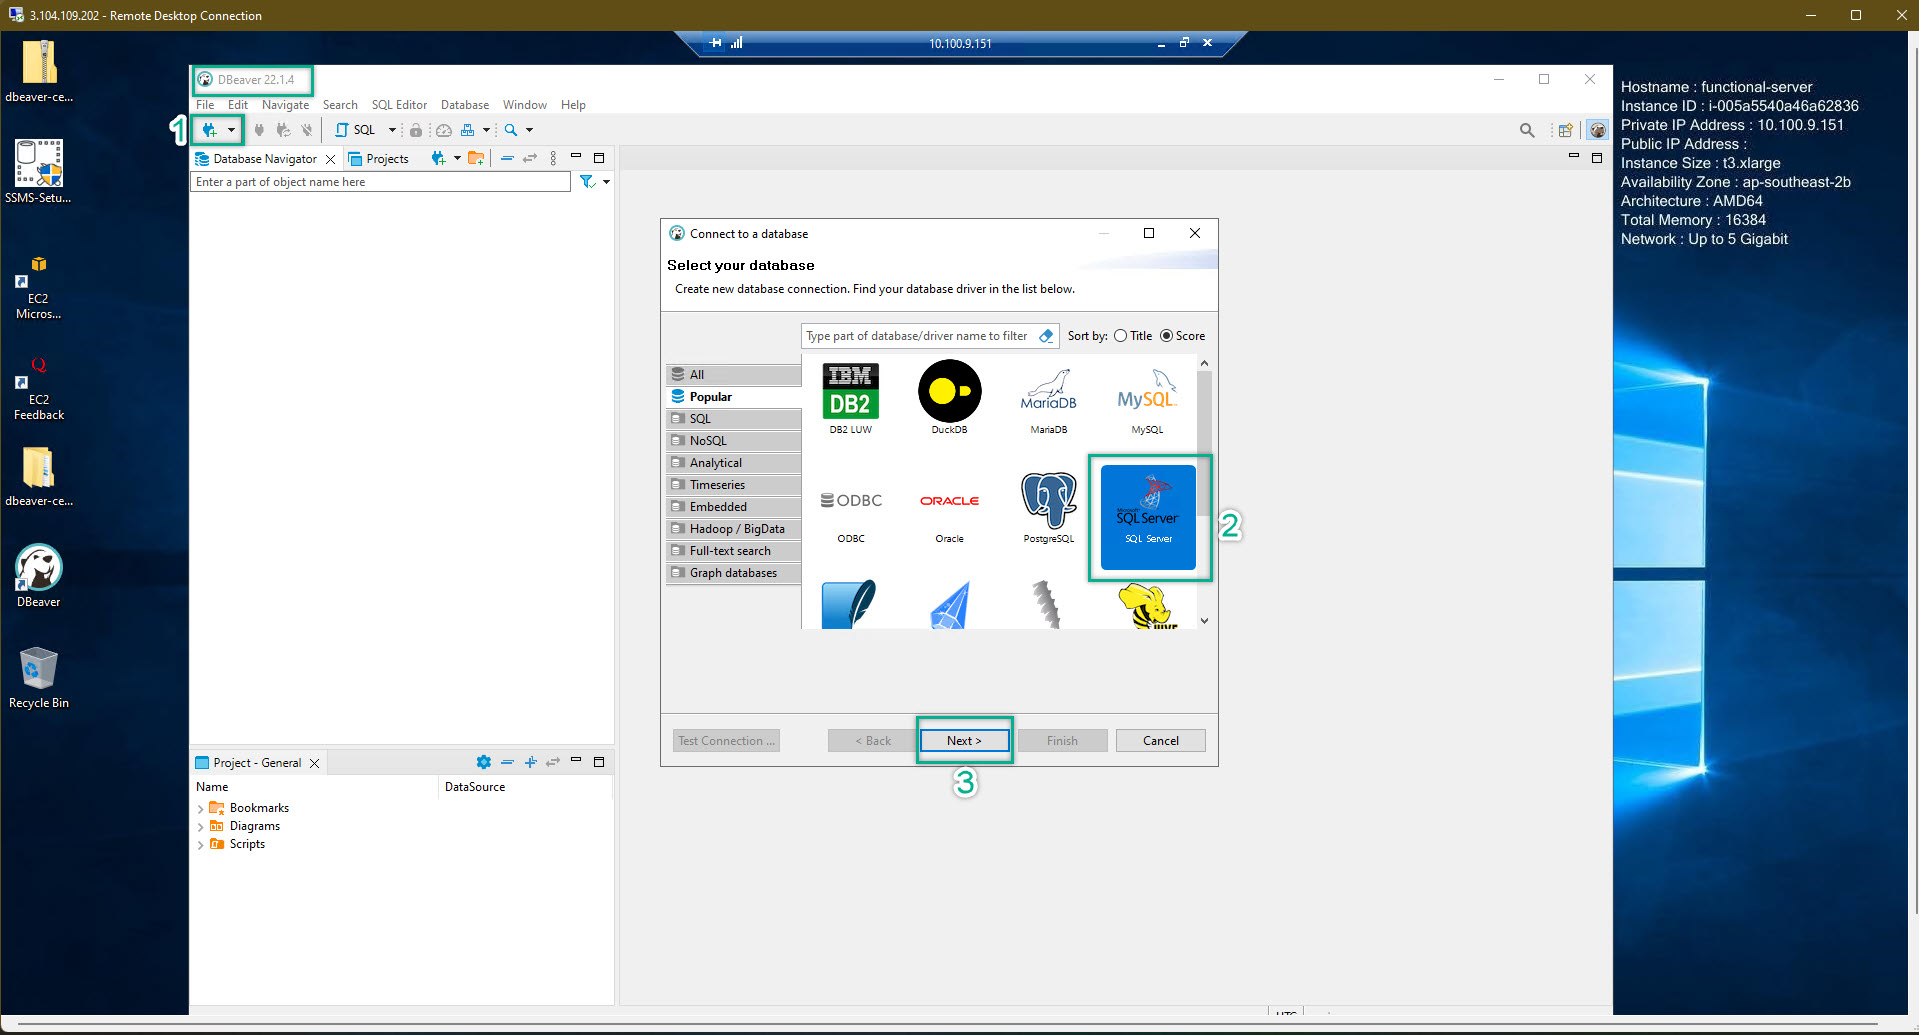 3.104.109.202 - Remote Desktop Connection
10.100.9.151
dbeaver-ce...
SSMS-Setu...
EC2
Micros...
EC2
Feedback
dbeaver-ce...
DBeaver
Recycle Bin
DBeaver 22.1.4
File Edit Navigate Search SQL Editor Database Window Help
1
SQL
Database Navigator Projects
Enter a part of object name here
Connect to a database
Select your database
Create new database connection. Find your database driver in the list below.
Type part of database/driver name to filter Sort by: Title Score
All
Popular
SQL
NoSQL
Analytical
Timeseries
Embedded
Hadoop / BigData
Full-text search
Graph databases
IBM
DB2
MariaDB
MySQL
DB2 LUW DuckDB MariaDB MySQL
ODBC
ORACLE
Microsoft
SQL Server
ODBC Oracle PostgreSQL SQL Server
2
HIVE
Test Connection ... < Back Next > Finish Cancel
3
Project - General
Name DataSource
Bookmarks
Diagrams
Scripts
Hostname : functional-server
Instance ID : i-005a5540a46a62836
Private IP Address : 10.100.9.151
Public IP Address :
Instance Size : t3.xlarge
Availability Zone : ap-southeast-2b
Architecture : AMD64
Total Memory : 16384
Network : Up to 5 Gigabit
UTC